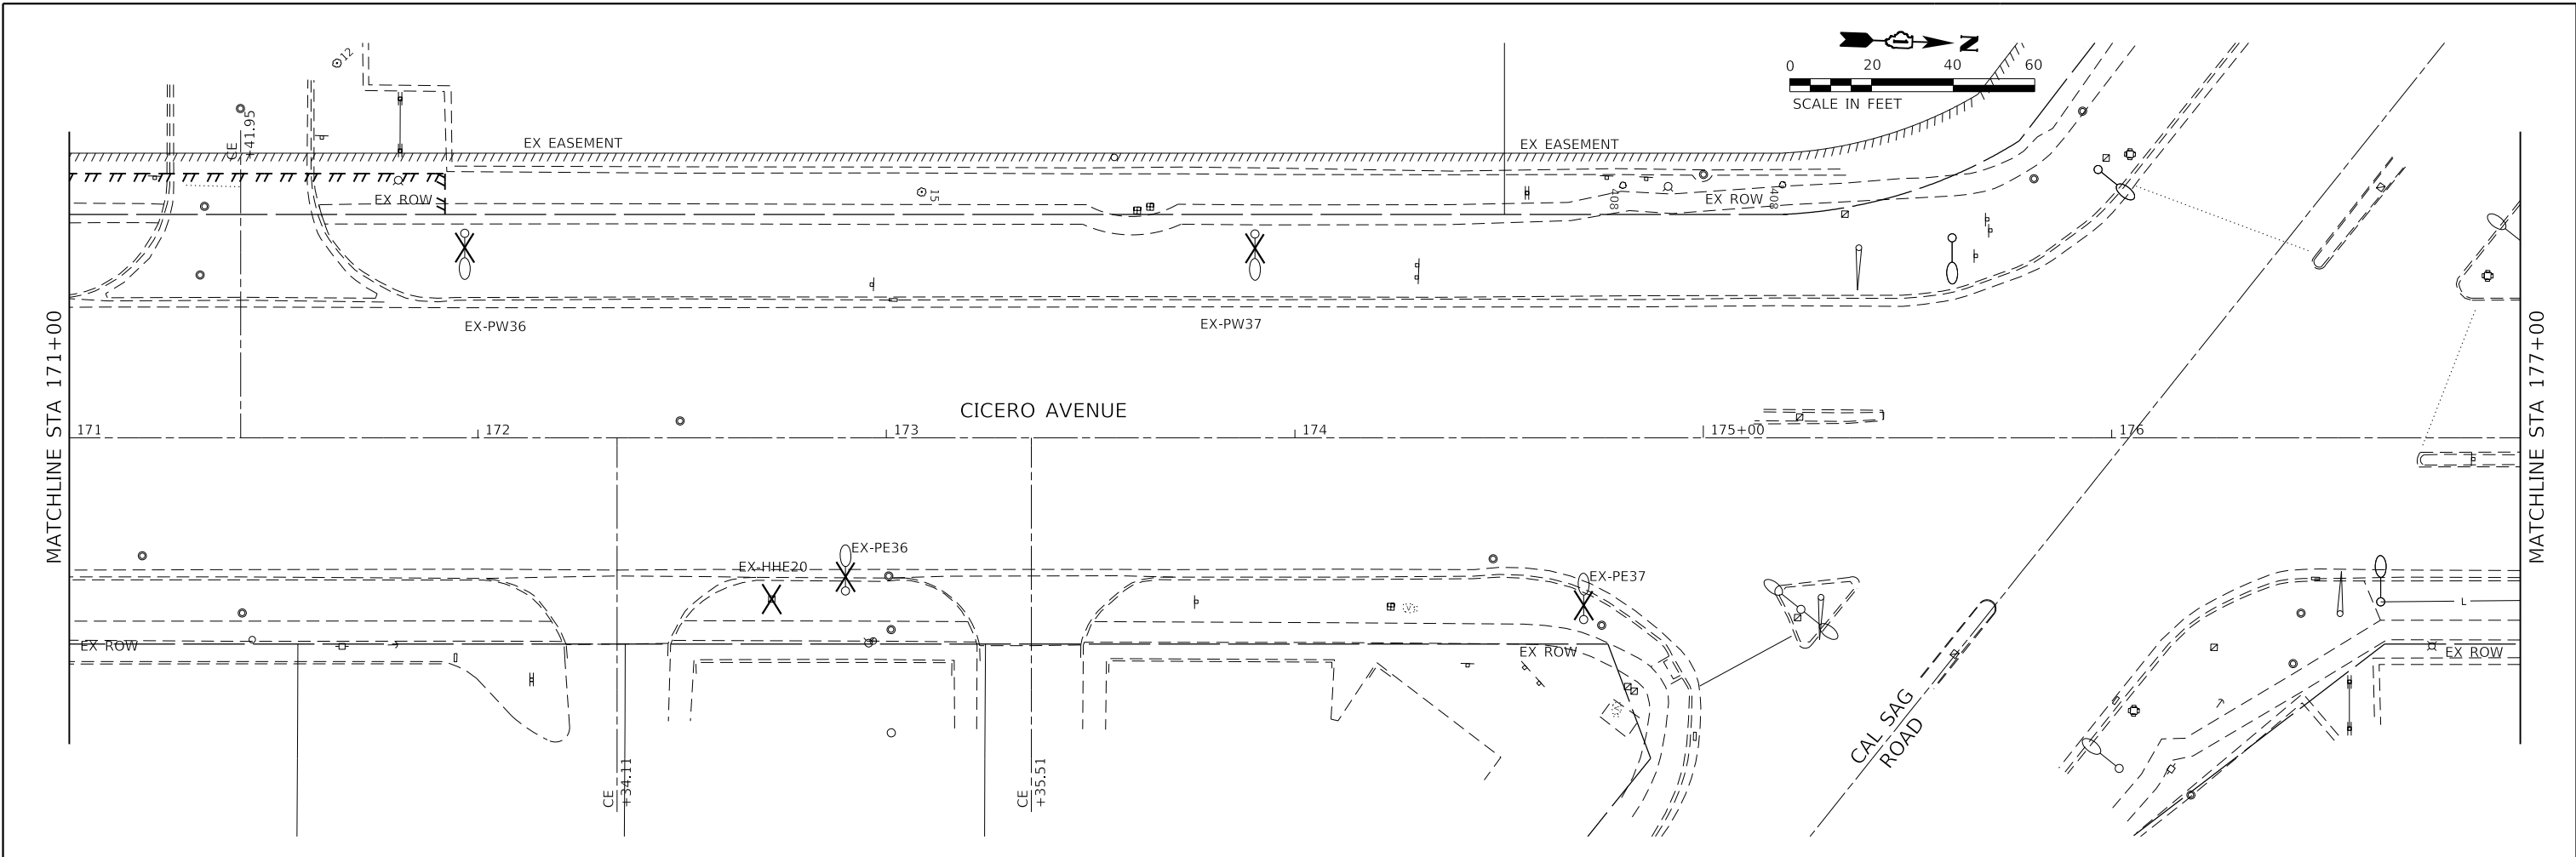 N
0 20 40 60
SCALE IN FEET
12
CE
+41.95
EX EASEMENT
EX EASEMENT
EX ROW
15
408
408
EX ROW
EX-PW36
EX-PW37
MATCHLINE STA 171+00
MATCHLINE STA 177+00
CICERO AVENUE
171
172
173
174
175+00
176
EX-HHE20
EX-PE36
EX-PE37
EX ROW
EX ROW
L
EX ROW
CE
+34.11
CE
+35.51
CAL SAG
ROAD